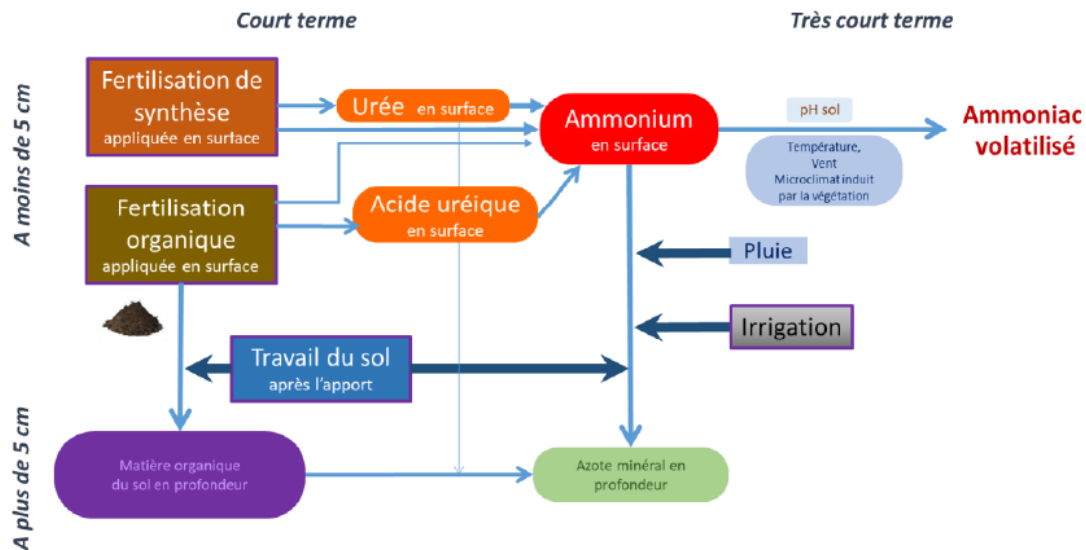 Court terme
Très court terme
A moins de 5 cm
Fertilisation de
synthèse
appliquée en surface
Urée en surface
Ammonium
en surface
pH sol
Température,
Vent
Microclimat induit
par la végétation
Ammoniac
volatilisé
Fertilisation
organique
appliquée en surface
Acide uréique
en surface
Pluie
Irrigation
Travail du sol
après l'apport
A plus de 5 cm
Matière organique
du sol en profondeur
Azote minéral en
profondeur